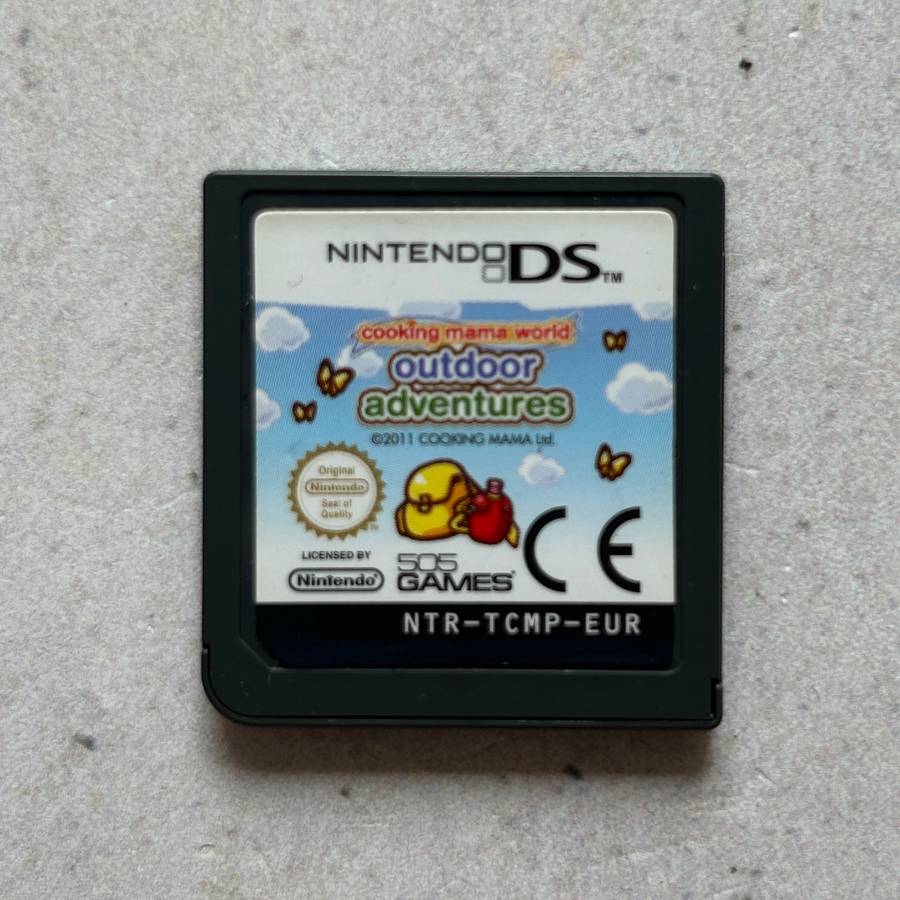 NINTENDO DS™
cooking mama world
outdoor
adventures
©2011 COOKING MAMA Ltd.
Original
Nintendo
Seal of
Quality
TM
LICENSED BY
Nintendo®
505
GAMES®
CE
NTR-TCMP-EUR